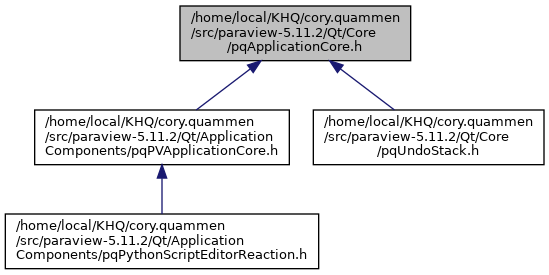 /home/local/KHQ/cory.quammen
/src/paraview-5.11.2/Qt/Core
/pqApplicationCore.h
/home/local/KHQ/cory.quammen
/src/paraview-5.11.2/Qt/Application
Components/pqPVApplicationCore.h
/home/local/KHQ/cory.quammen
/src/paraview-5.11.2/Qt/Core
/pqUndoStack.h
/home/local/KHQ/cory.quammen
/src/paraview-5.11.2/Qt/Application
Components/pqPythonScriptEditorReaction.h